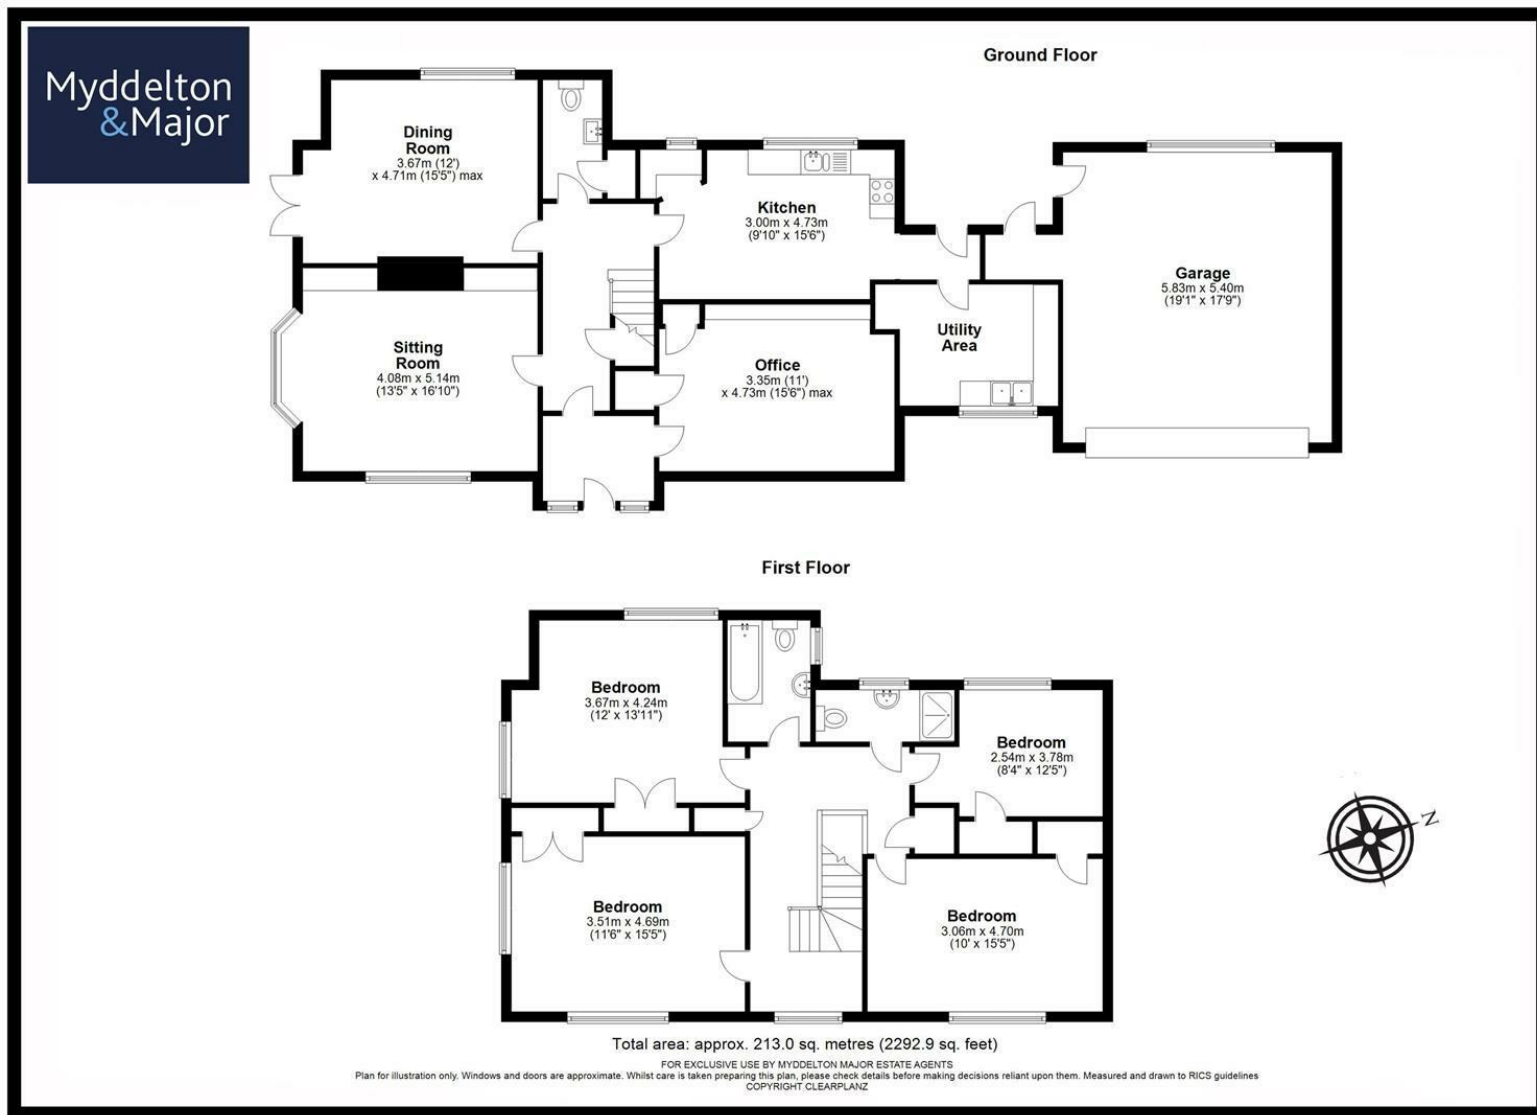 Myddelton
&Major
Ground Floor
Dining
Room
3.67m (12')
x 4.71m (15'5") max
Kitchen
3.00m x 4.73m
(9'10" x 15'6")
Garage
5.83m x 5.40m
(19'1" x 17'9")
Sitting
Room
4.08m x 5.14m
(13'5" x 16'10")
Office
3.35m (11')
x 4.73m (15'6") max
Utility
Area
First Floor
Bedroom
3.67m x 4.24m
(12' x 13'11")
Bedroom
2.54m x 3.78m
(8'4" x 12'5")
Bedroom
3.51m x 4.69m
(11'6" x 15'5")
Bedroom
3.06m x 4.70m
(10' x 15'5")
N
Total area: approx. 213.0 sq. metres (2292.9 sq. feet)
FOR EXCLUSIVE USE BY MYDDELTON MAJOR ESTATE AGENTS
Plan for illustration only. Windows and doors are approximate. Whilst care is taken preparing this plan, please check details before making decisions reliant upon them. Measured and drawn to RICS guidelines
COPYRIGHT CLEARPLANZ